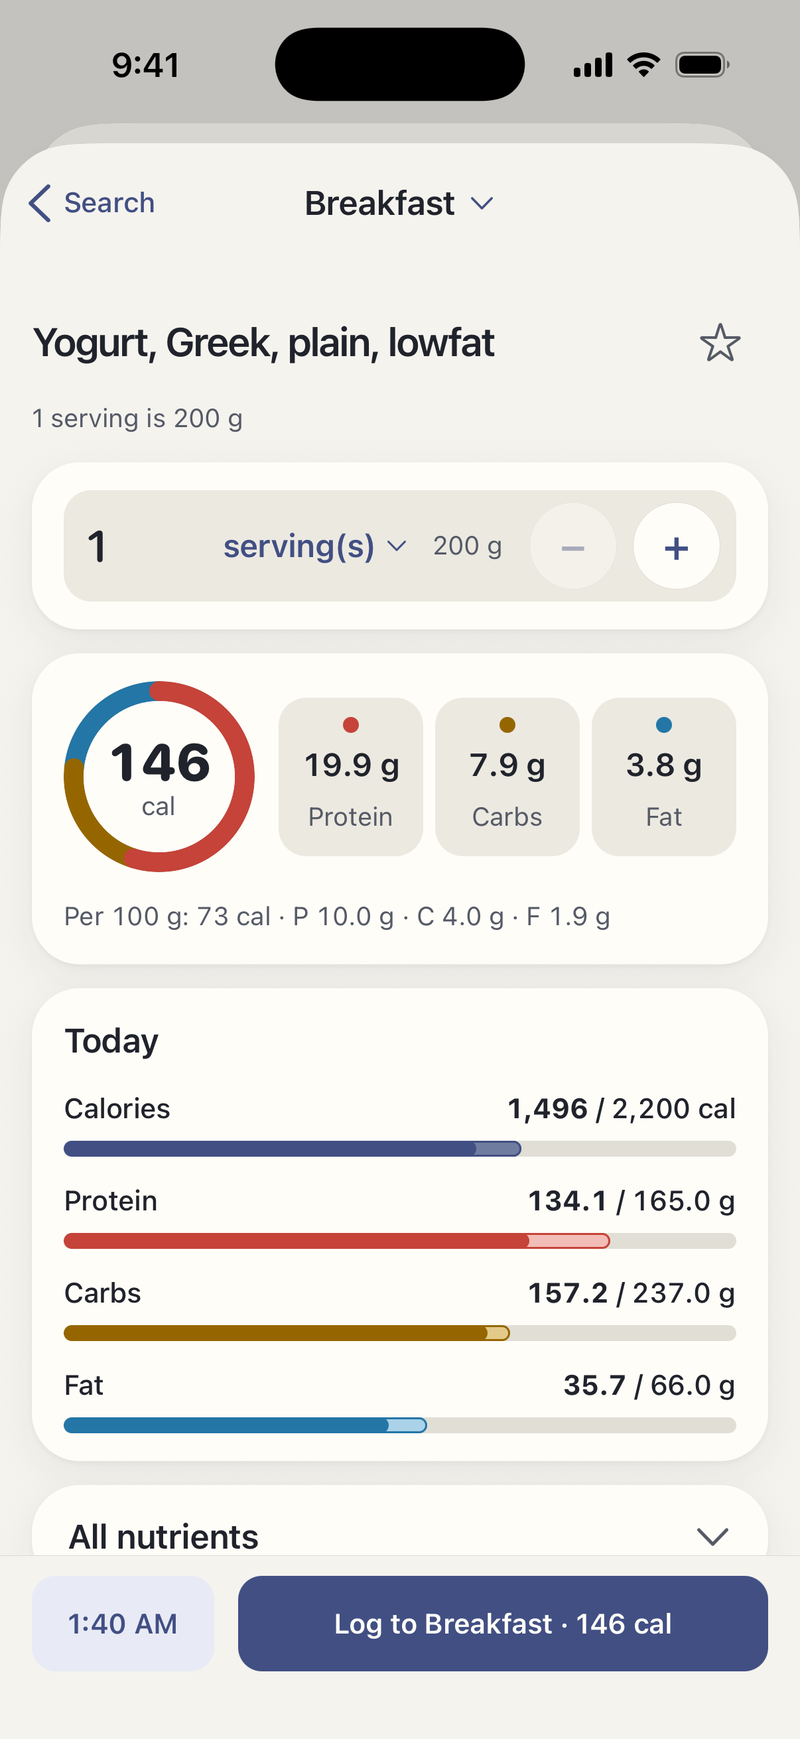 9:41
Search
Breakfast
Yogurt, Greek, plain, lowfat
1 serving is 200 g
1 serving(s) 200 g − +
146
cal
19.9 g
Protein
7.9 g
Carbs
3.8 g
Fat
Per 100 g: 73 cal · P 10.0 g · C 4.0 g · F 1.9 g
Today
Calories 1,496 / 2,200 cal
Protein 134.1 / 165.0 g
Carbs 157.2 / 237.0 g
Fat 35.7 / 66.0 g
All nutrients
1:40 AM
Log to Breakfast · 146 cal